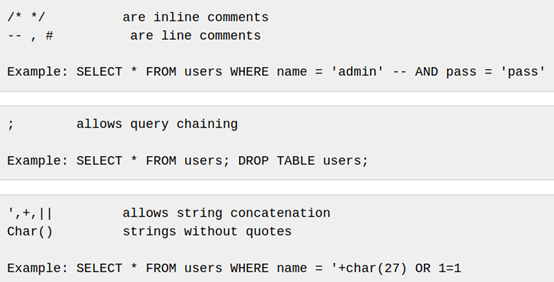 /* */ are inline comments
-- , # are line comments
Example: SELECT * FROM users WHERE name = 'admin' -- AND pass = 'pass'
; allows query chaining
Example: SELECT * FROM users; DROP TABLE users;
',+,|| allows string concatenation
Char() strings without quotes
Example: SELECT * FROM users WHERE name = '+char(27) OR 1=1